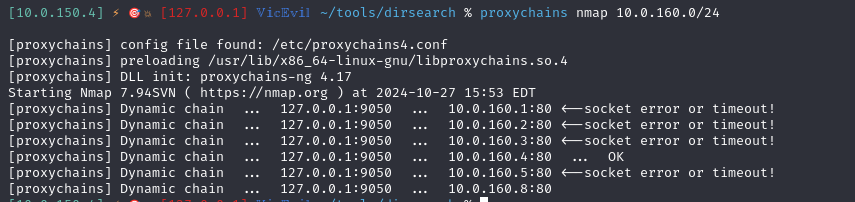 [10.0.150.4] ⚡ 🎯💥 [127.0.0.1] VicEvil ~/tools/dirsearch % proxychains nmap 10.0.160.0/24
[proxychains] config file found: /etc/proxychains4.conf
[proxychains] preloading /usr/lib/x86_64-linux-gnu/libproxychains.so.4
[proxychains] DLL init: proxychains-ng 4.17
Starting Nmap 7.94SVN ( https://nmap.org ) at 2024-10-27 15:53 EDT
[proxychains] Dynamic chain  ...  127.0.0.1:9050  ...  10.0.160.1:80 <--socket error or timeout!
[proxychains] Dynamic chain  ...  127.0.0.1:9050  ...  10.0.160.2:80 <--socket error or timeout!
[proxychains] Dynamic chain  ...  127.0.0.1:9050  ...  10.0.160.3:80 <--socket error or timeout!
[proxychains] Dynamic chain  ...  127.0.0.1:9050  ...  10.0.160.4:80  ...  OK
[proxychains] Dynamic chain  ...  127.0.0.1:9050  ...  10.0.160.5:80 <--socket error or timeout!
[proxychains] Dynamic chain  ...  127.0.0.1:9050  ...  10.0.160.8:80